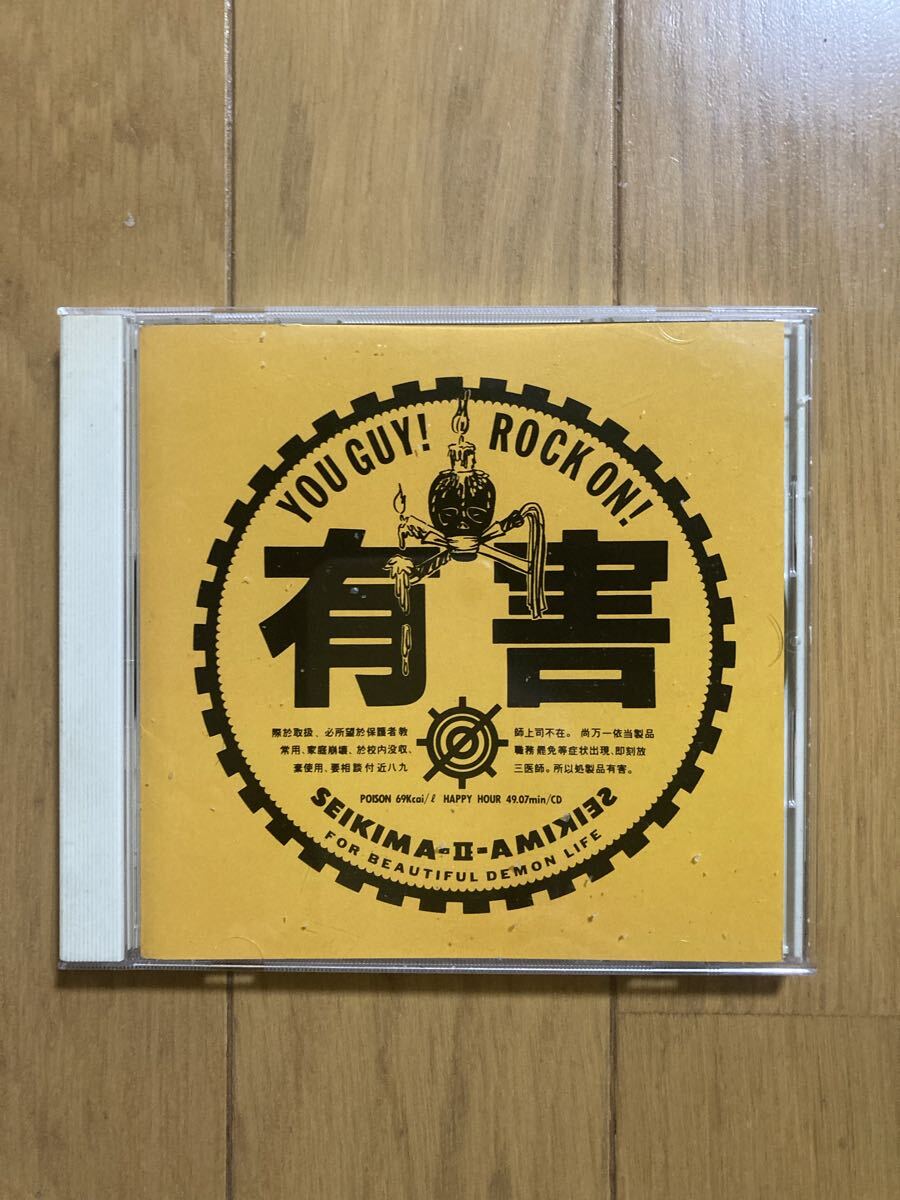 YOU GUY! ROCK ON!
有害
際於取扱、必所望於保護者教
常用、家庭崩壊、於校内没収、
棄使用、要相談付近八九
師上司不在。尚万一依当製品
職務罷免等症状出現、即刻放
三医師。所以処製品有害。
POISON 69Kcai/ℓ HAPPY HOUR 49.07min/CD
SEIKIMA-II-AMIKIES
FOR BEAUTIFUL DEMON LIFE